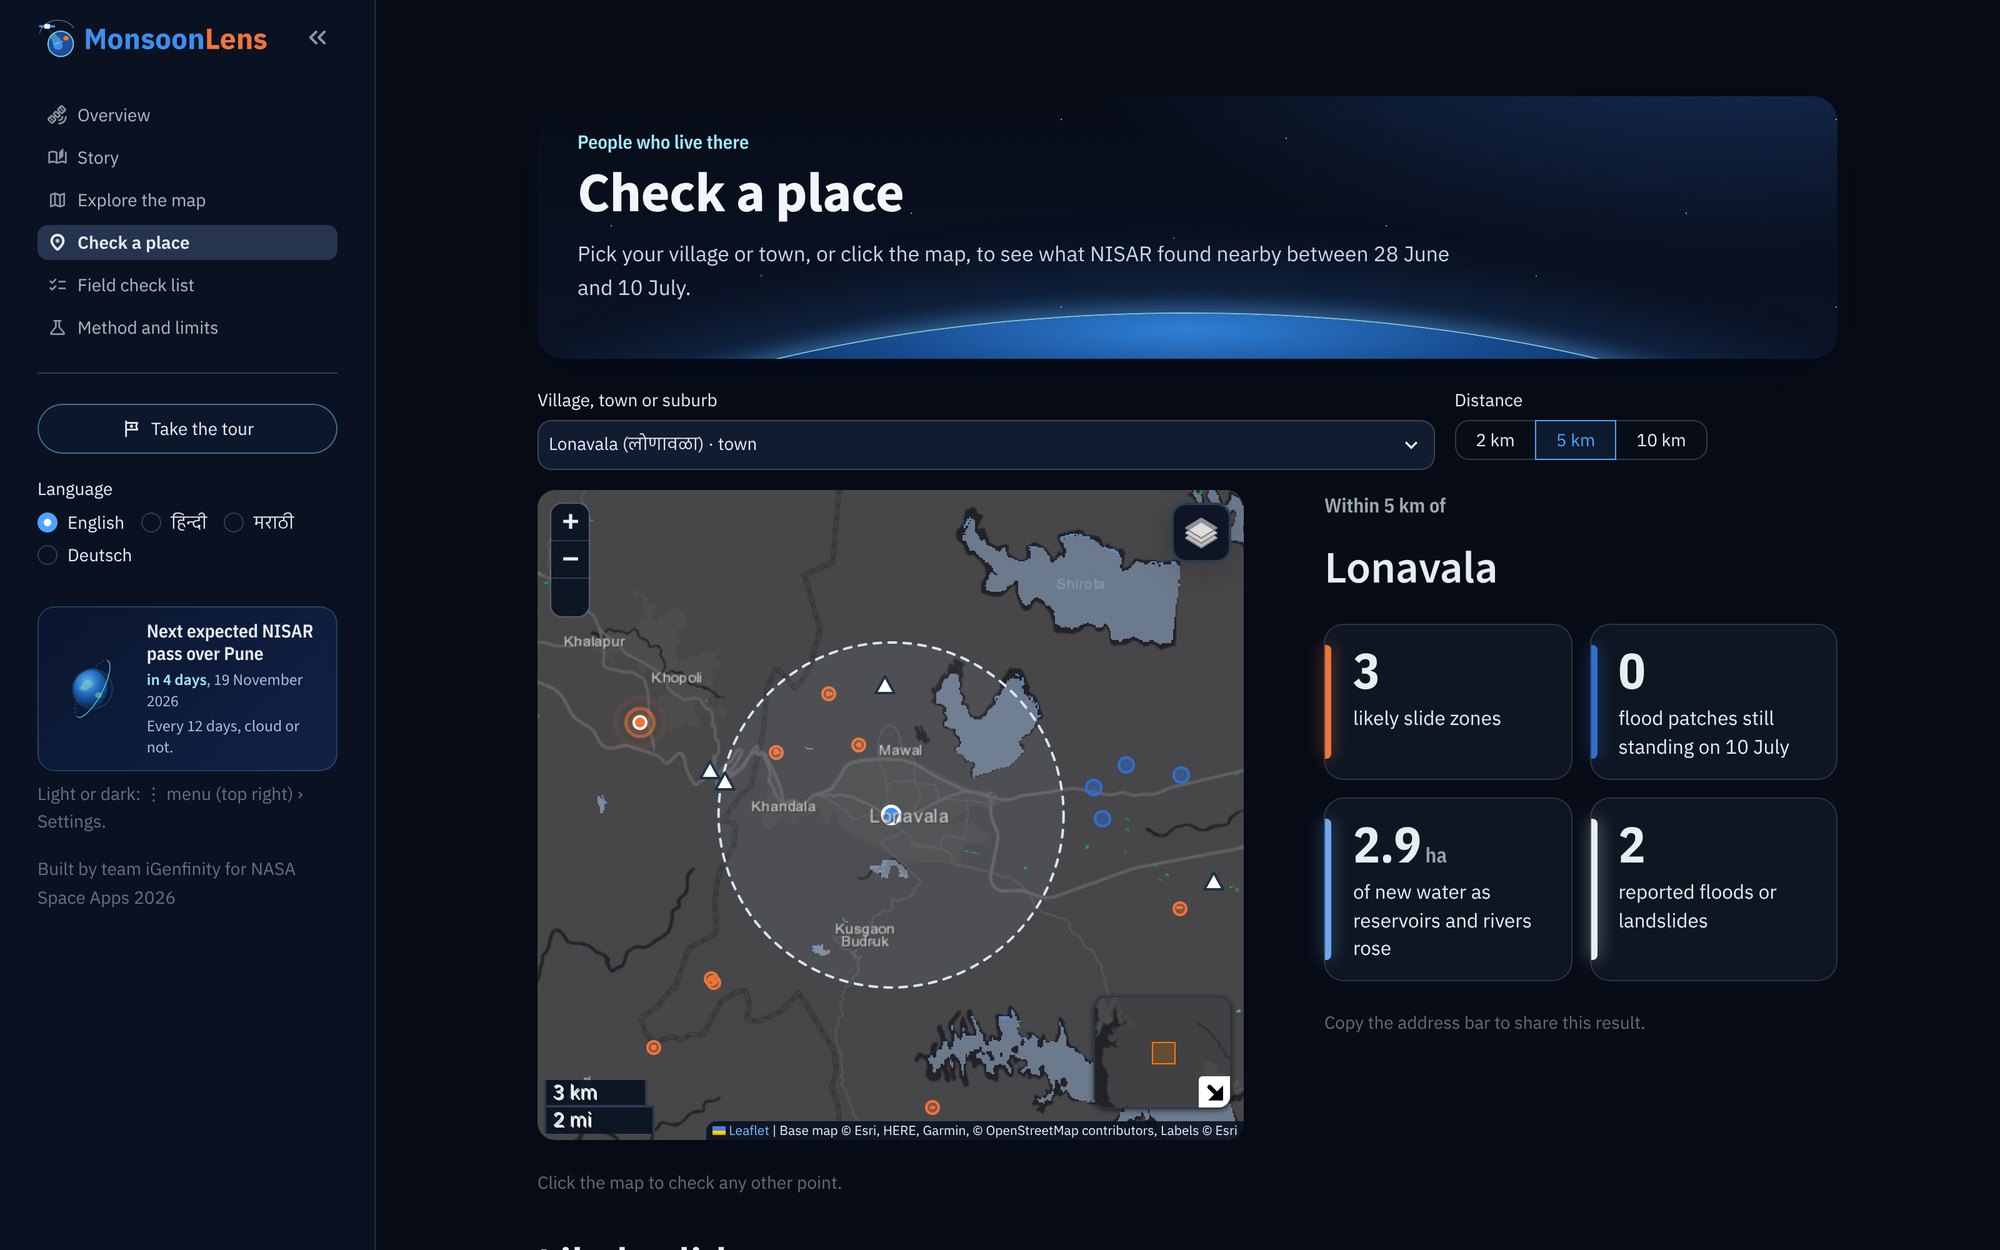 MonsoonLens
Overview
Story
Explore the map
Check a place
Field check list
Method and limits
Take the tour
Language
English
हिन्दी
मराठी
Deutsch
Next expected NISAR
pass over Pune
in 4 days, 19 November
2026
Every 12 days, cloud or
not.
Light or dark: ⋮ menu (top right) ›
Settings.
Built by team iGenfinity for NASA
Space Apps 2026
People who live there
Check a place
Pick your village or town, or click the map, to see what NISAR found nearby between 28 June
and 10 July.
Village, town or suburb
Lonavala (लोणावळा) · town
Distance
2 km
5 km
10 km
+
−
Shirota
Khalapur
Khopoli
Mawal
Khandala
Lonavala
Kusgaon
Budruk
3 km
2 mi
Leaflet | Base map © Esri, HERE, Garmin, © OpenStreetMap contributors, Labels © Esri
Click the map to check any other point.
Within 5 km of
Lonavala
3
likely slide zones
0
flood patches still
standing on 10 July
2.9 ha
of new water as
reservoirs and rivers
rose
2
reported floods or
landslides
Copy the address bar to share this result.